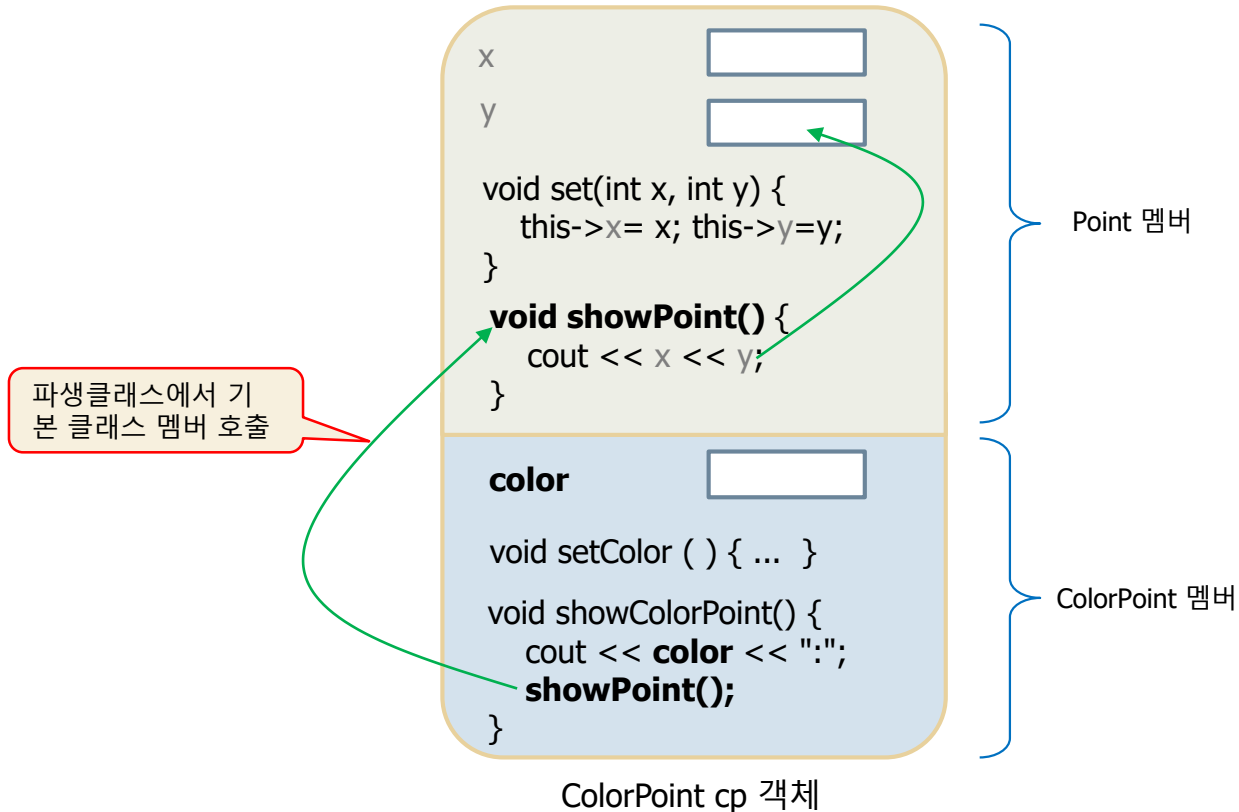 x
y
void set(int x, int y) {
this->x= x; this->y=y;
}
void showPoint() {
cout << x << y;
}
Point 멤버
파생클래스에서 기
본 클래스 멤버 호출
color
void setColor ( ) { ... }
void showColorPoint() {
cout << color << ":";
showPoint();
}
ColorPoint 멤버
ColorPoint cp 객체